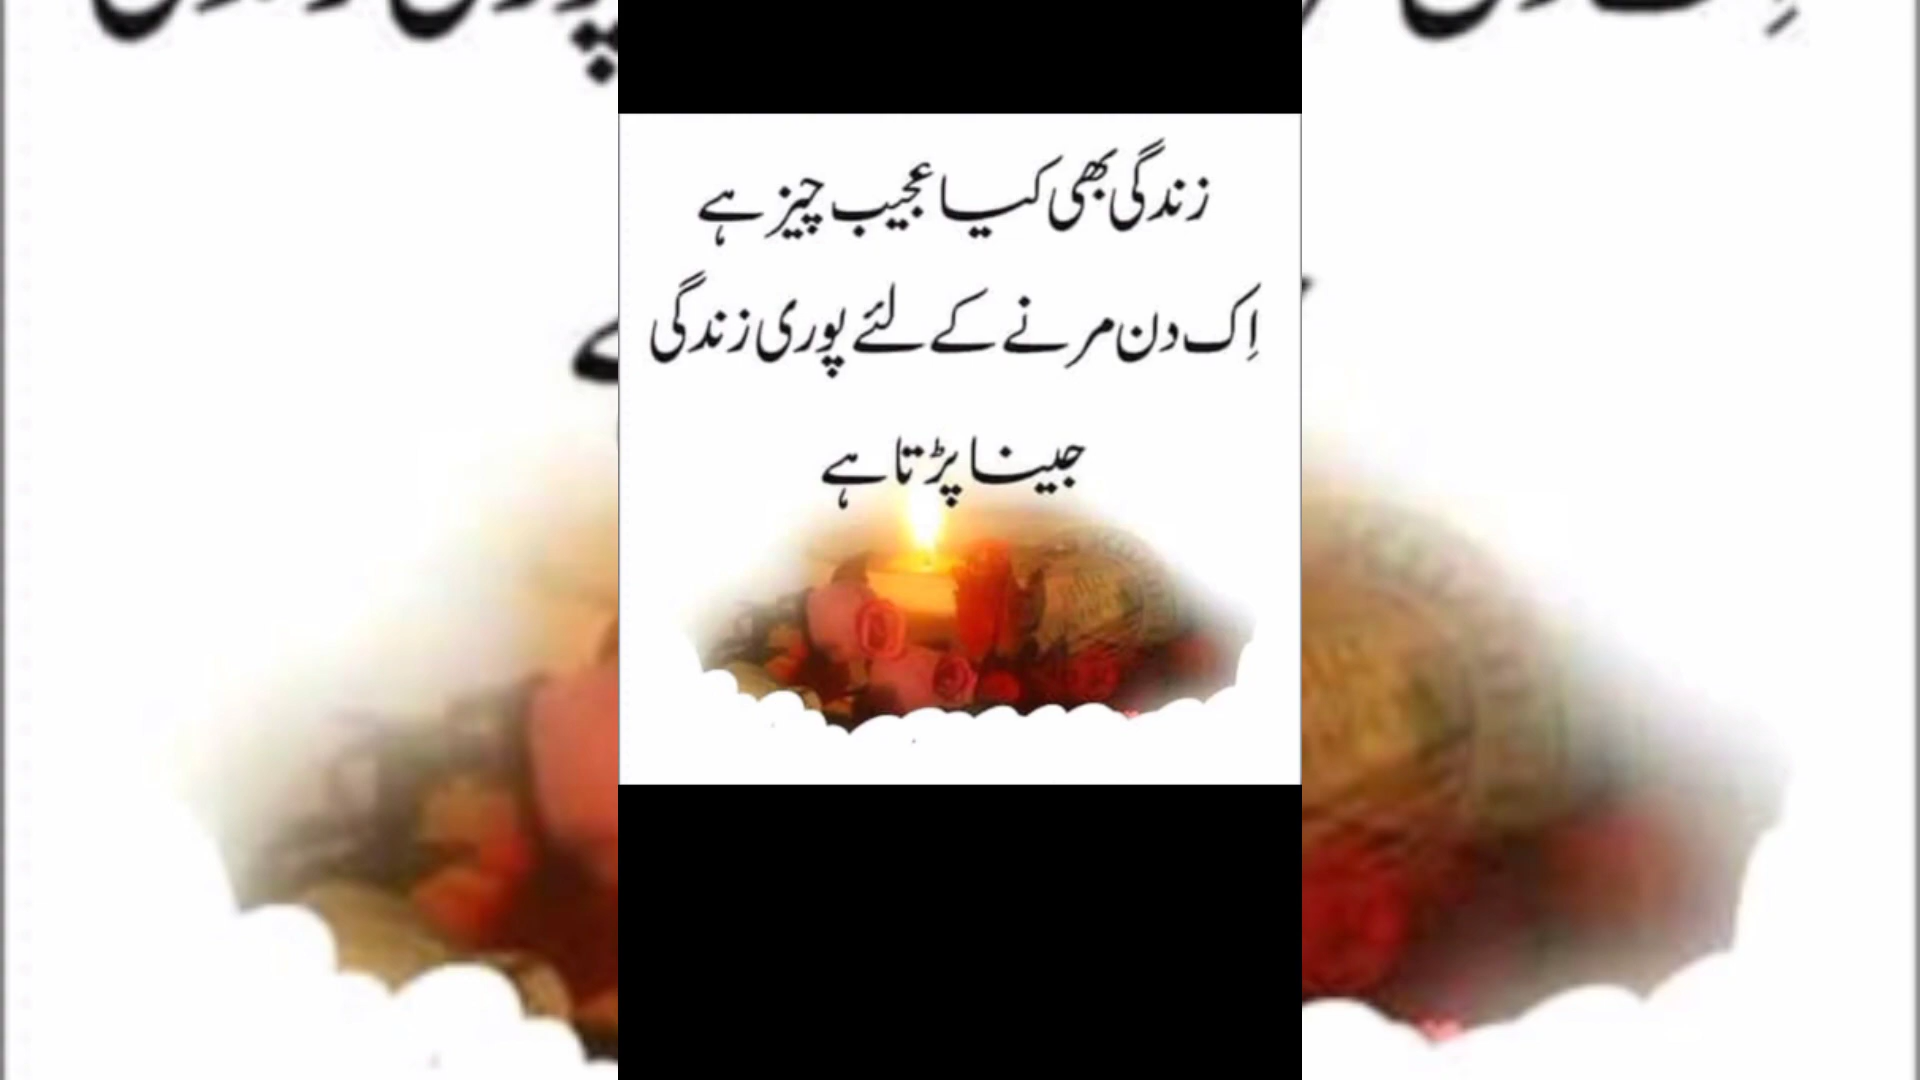 زندگی بھی کیا عجیب چیز ہے
اِک دن مرنے کے لئے پوری زندگی
جینا پڑتا ہے